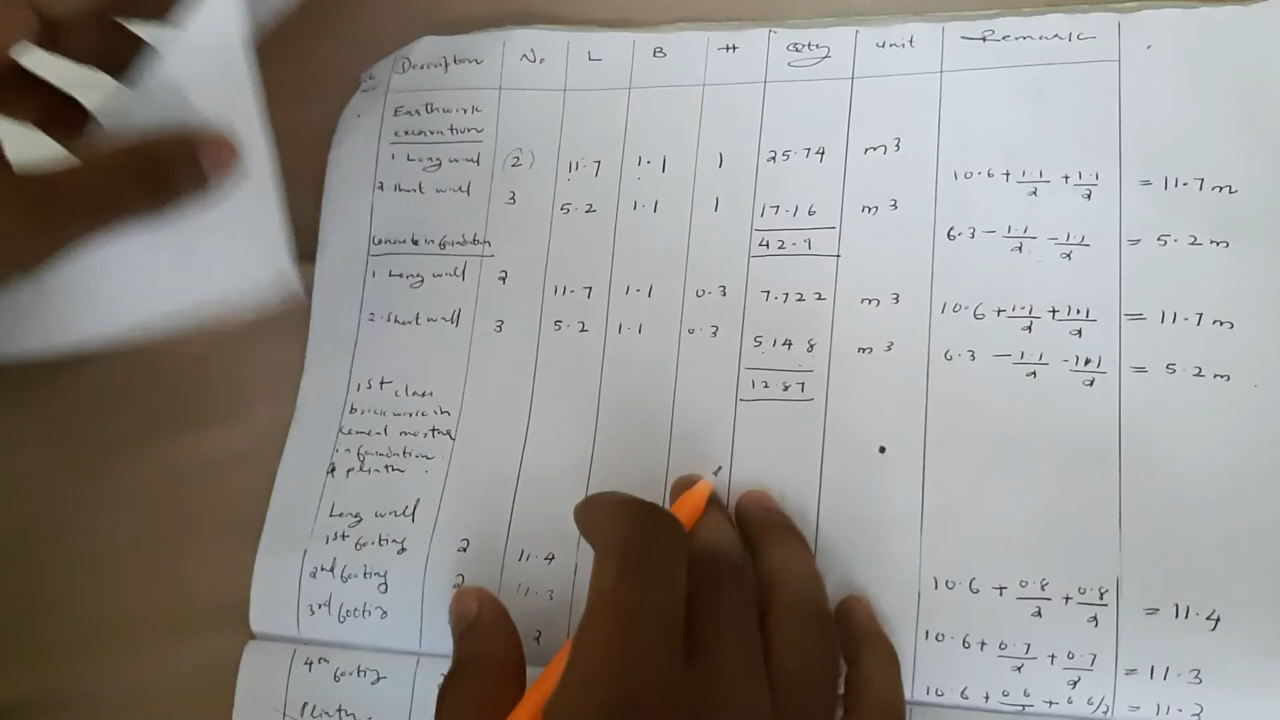 Description No L B H Qty unit Remark
Earthwork
excavation
1 Long wall 2 11.7 1.1 1 25.74 m3 10.6 + 1.1/2 + 1.1/2 = 11.7 m
2. Short wall 3 5.2 1.1 1 17.16 m3 6.3 - 1.1/2 - 1.1/2 = 5.2 m
42.9
Concrete in foundation
1 Long wall 2 11.7 1.1 0.3 7.722 m3 10.6 + 1.1/2 + 1.1/2 = 11.7 m
2. Short wall 3 5.2 1.1 0.3 5.148 m3 6.3 - 1.1/2 - 1.1/2 = 5.2 m
12.87
1st class
brick work in
cement mortar
in foundation
& plinth.
Long wall
1st footing 2 11.4 10.6 + 0.8/2 + 0.8/2 = 11.4
2nd footing 2 11.3 10.6 + 0.7/2 + 0.7/2 = 11.3
3rd footing 10.6 + = 11.2
4th footing
Plinth